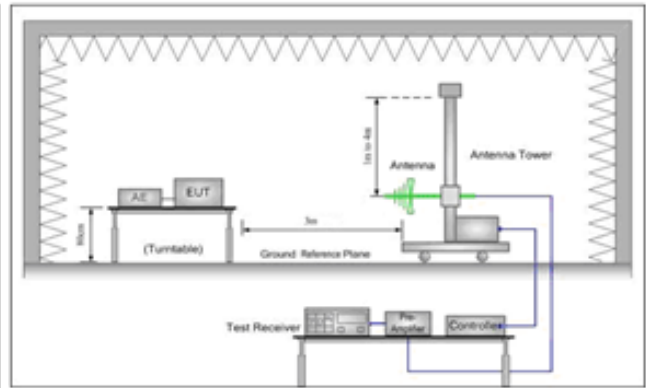 1m to 4m
Antenna
Antenna Tower
AE
EUT
80cm
3m
(Turntable)
Ground Reference Plane
Test Receiver
Pre-
Amplifier
Controller